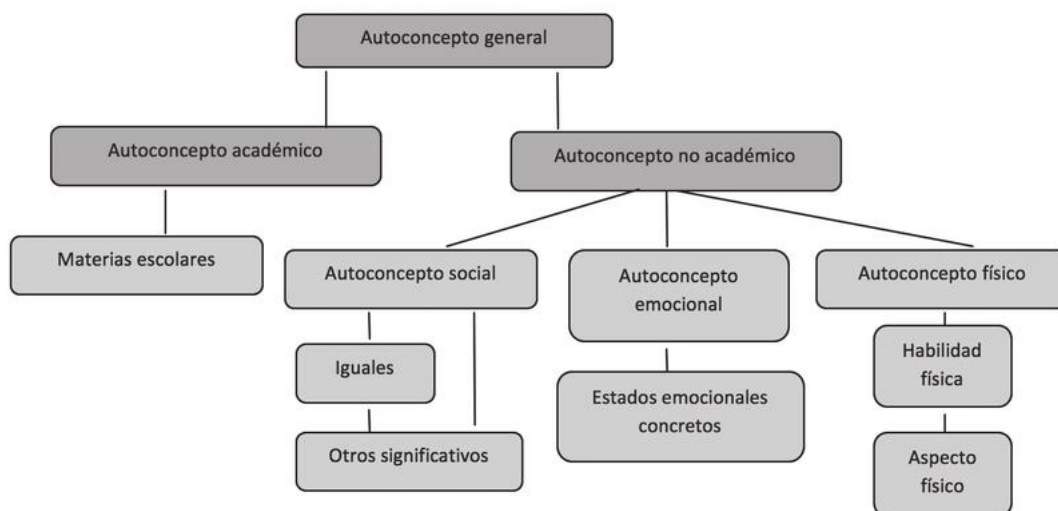 Autoconcepto general
Autoconcepto académico
Autoconcepto no académico
Materias escolares
Autoconcepto social
Autoconcepto
emocional
Autoconcepto físico
Iguales
Habilidad
física
Estados emocionales
concretos
Otros significativos
Aspecto
físico